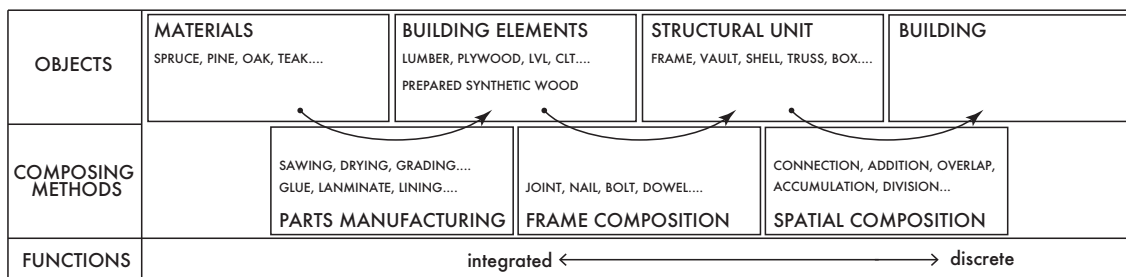 OBJECTS
MATERIALS
SPRUCE, PINE, OAK, TEAK....
BUILDING ELEMENTS
LUMBER, PLYWOOD, LVL, CLT....
PREPARED SYNTHETIC WOOD
STRUCTURAL UNIT
FRAME, VAULT, SHELL, TRUSS, BOX....
BUILDING
COMPOSING
METHODS
SAWING, DRYING, GRADING....
GLUE, LANMINATE, LINING....
PARTS MANUFACTURING
JOINT, NAIL, BOLT, DOWEL....
FRAME COMPOSITION
CONNECTION, ADDITION, OVERLAP,
ACCUMULATION, DIVISION...
SPATIAL COMPOSITION
FUNCTIONS
integrated discrete